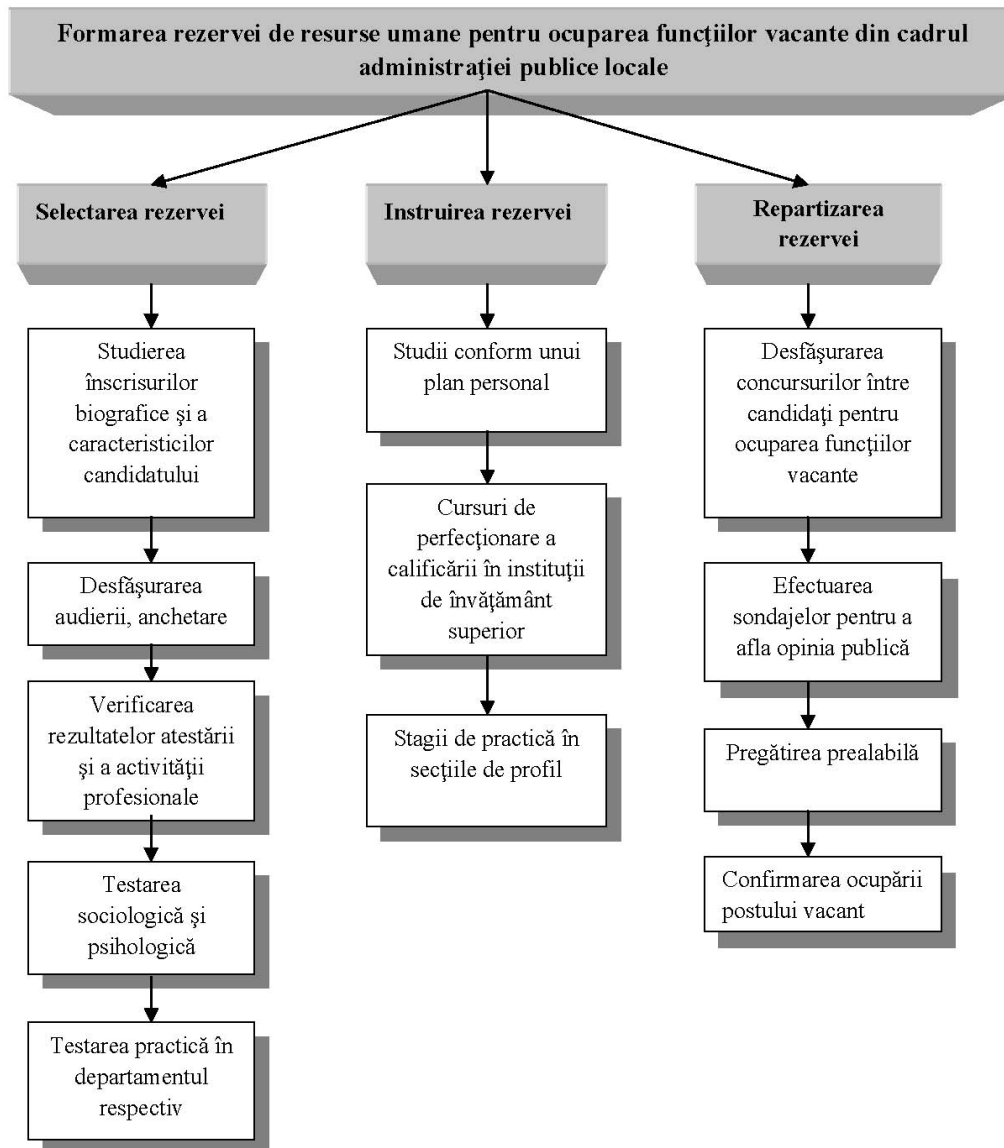 Formarea rezervei de resurse umane pentru ocuparea funcţiilor vacante din cadrul
administraţiei publice locale
Selectarea rezervei
Studierea
înscrisurilor
biografice şi a
caracteristicilor
candidatului
Desfăşurarea
audierii, anchetare
Verificarea
rezultatelor atestării
şi a activităţii
profesionale
Testarea
sociologică şi
psihologică
Testarea practică în
departamentul
respectiv
Instruirea rezervei
Studii conform unui
plan personal
Cursuri de
perfecţionare a
calificării în instituţii
de învăţământ
superior
Stagii de practică în
secţiile de profil
Repartizarea
rezervei
Desfăşurarea
concursurilor între
candidaţi pentru
ocuparea funcţiilor
vacante
Efectuarea
sondajelor pentru a
afla opinia publică
Pregătirea prealabilă
Confirmarea ocupării
postului vacant